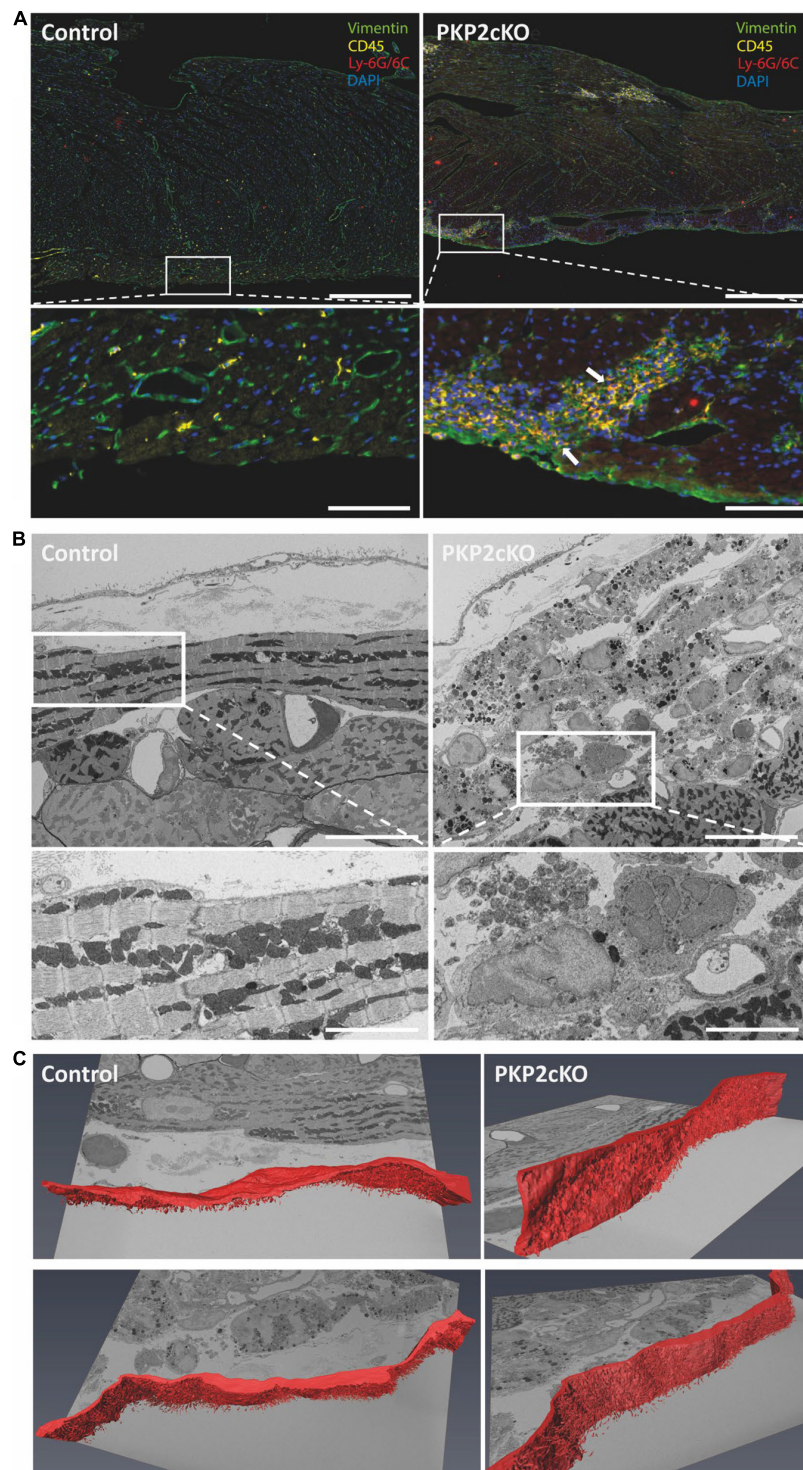 A
Control
Vimentin
CD45
Ly-6G/6C
DAPI
PKP2cKO
Vimentin
CD45
Ly-6G/6C
DAPI
B
Control
PKP2cKO
C
Control
PKP2cKO